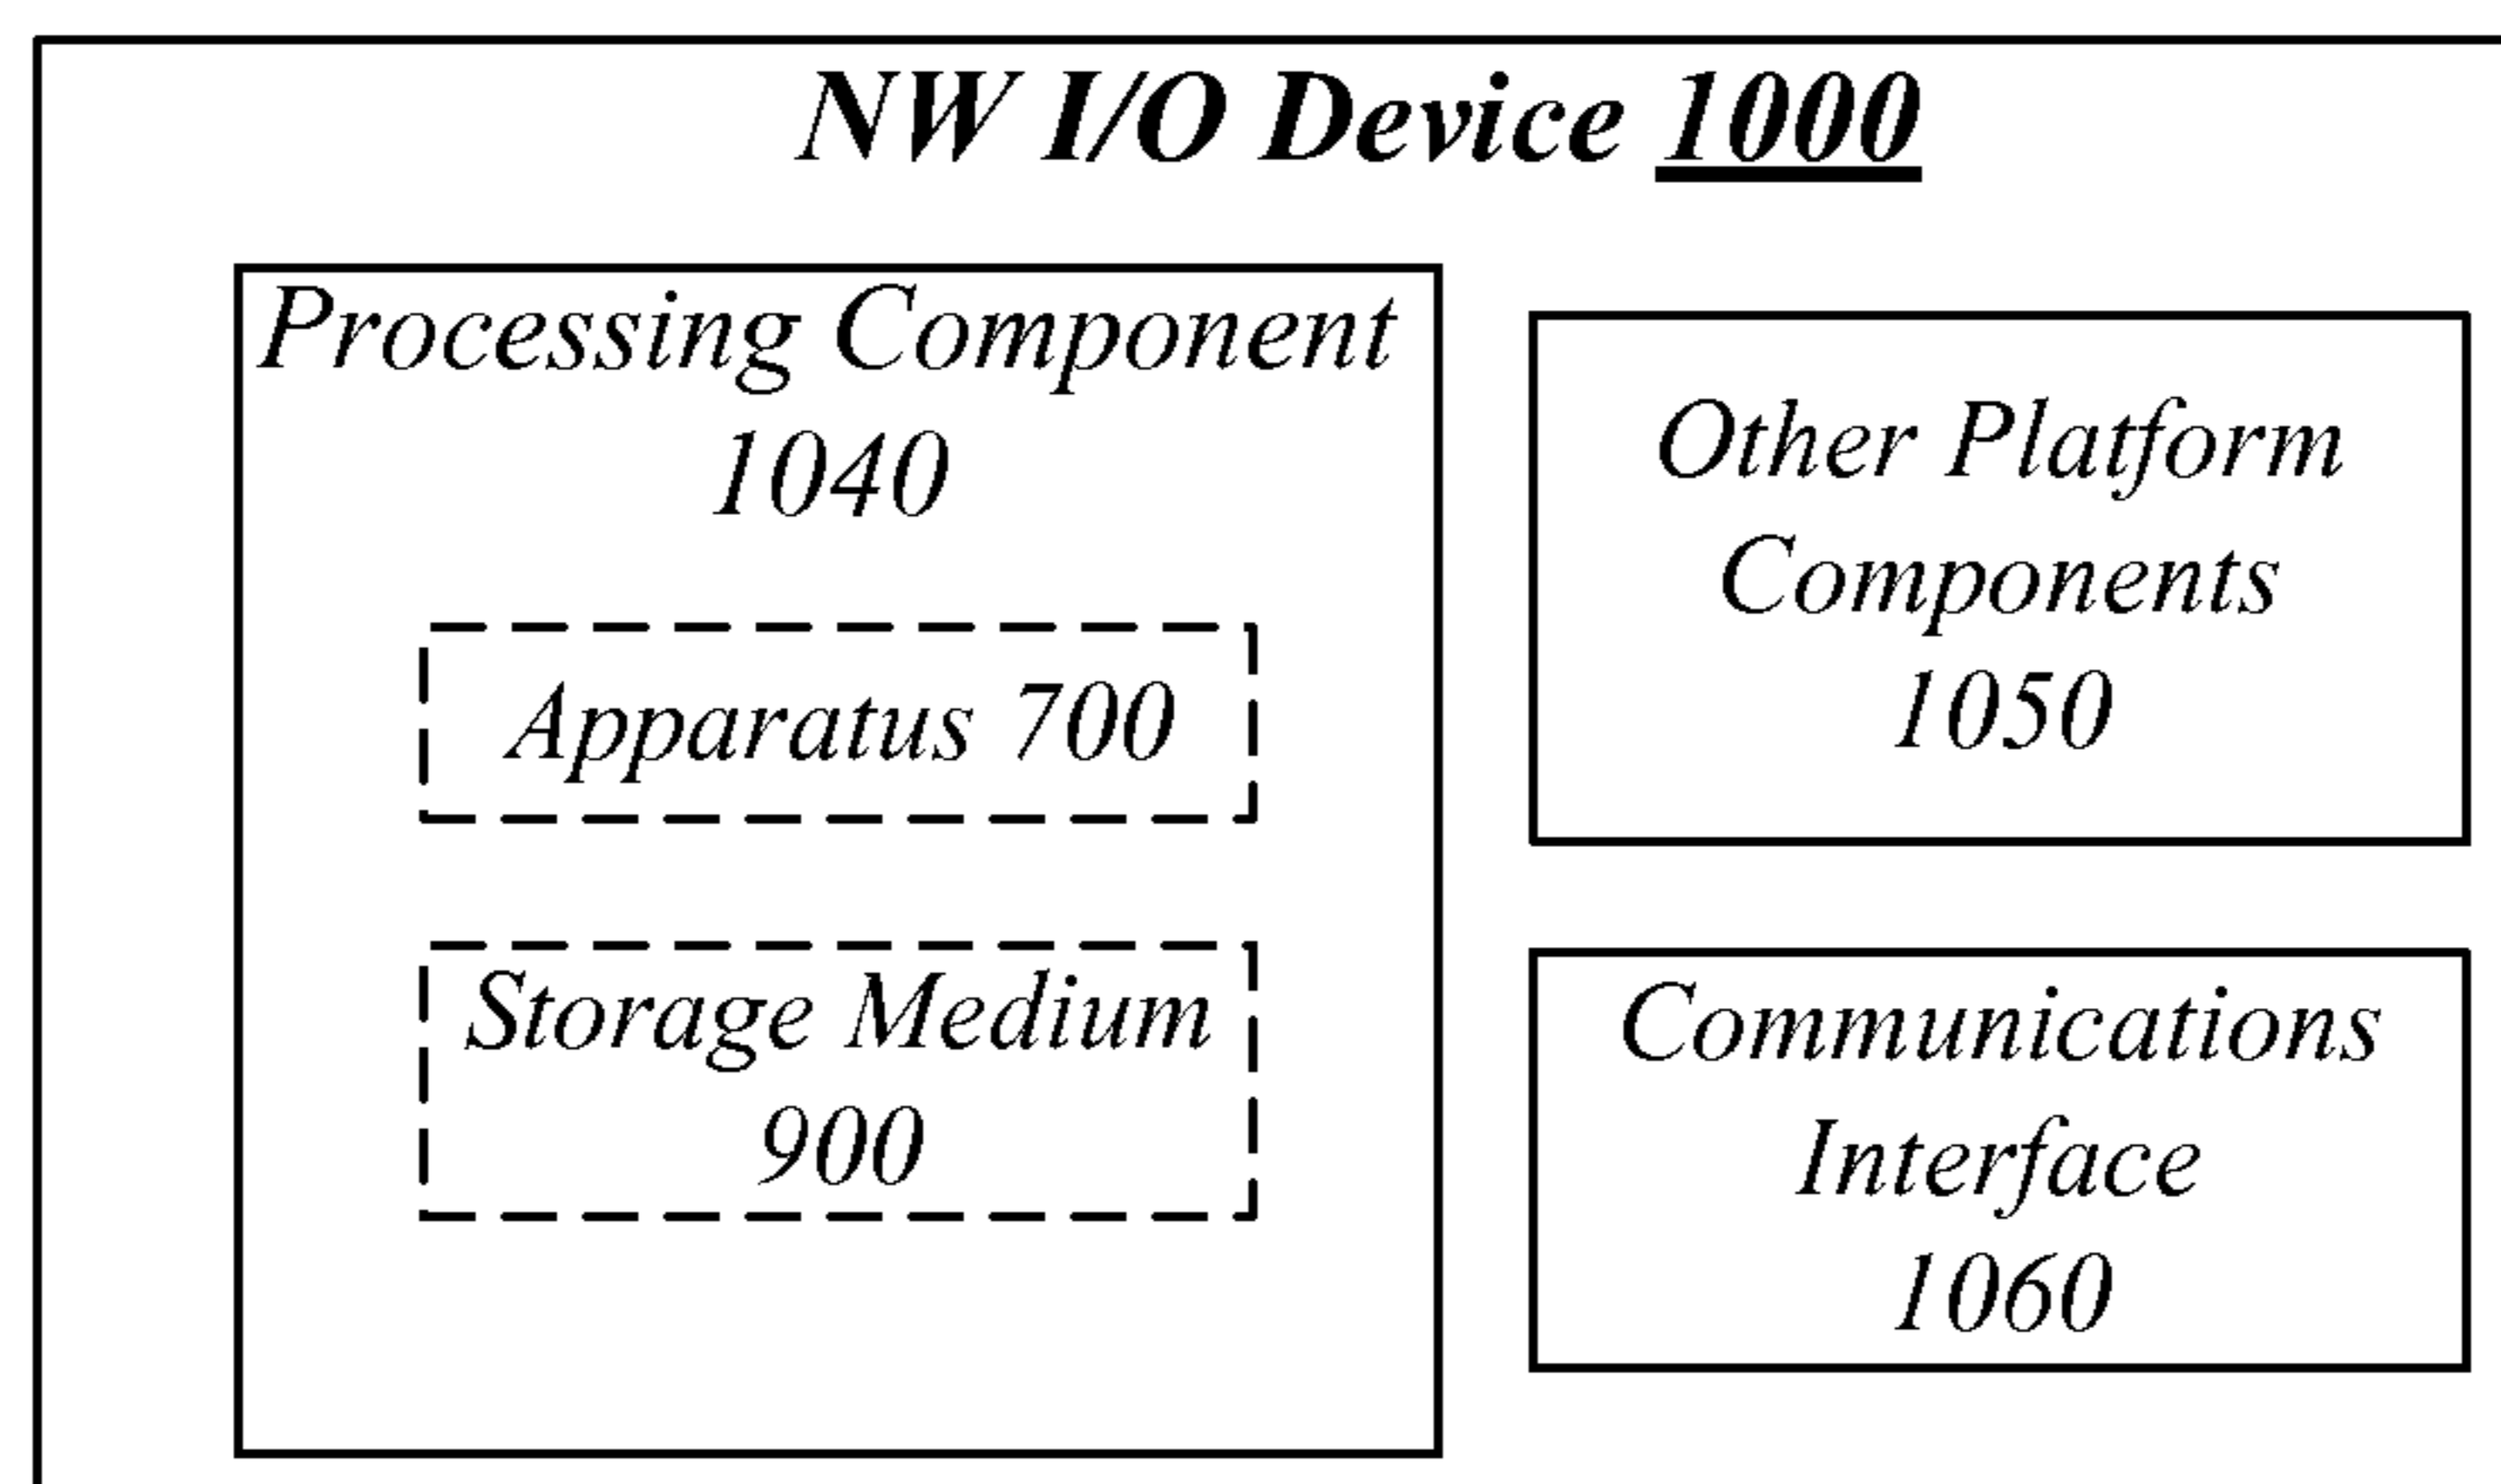 NW I/O Device 1000
Processing Component
1040
Apparatus 700
Storage Medium
900
Other Platform
Components
1050
Communications
Interface
1060